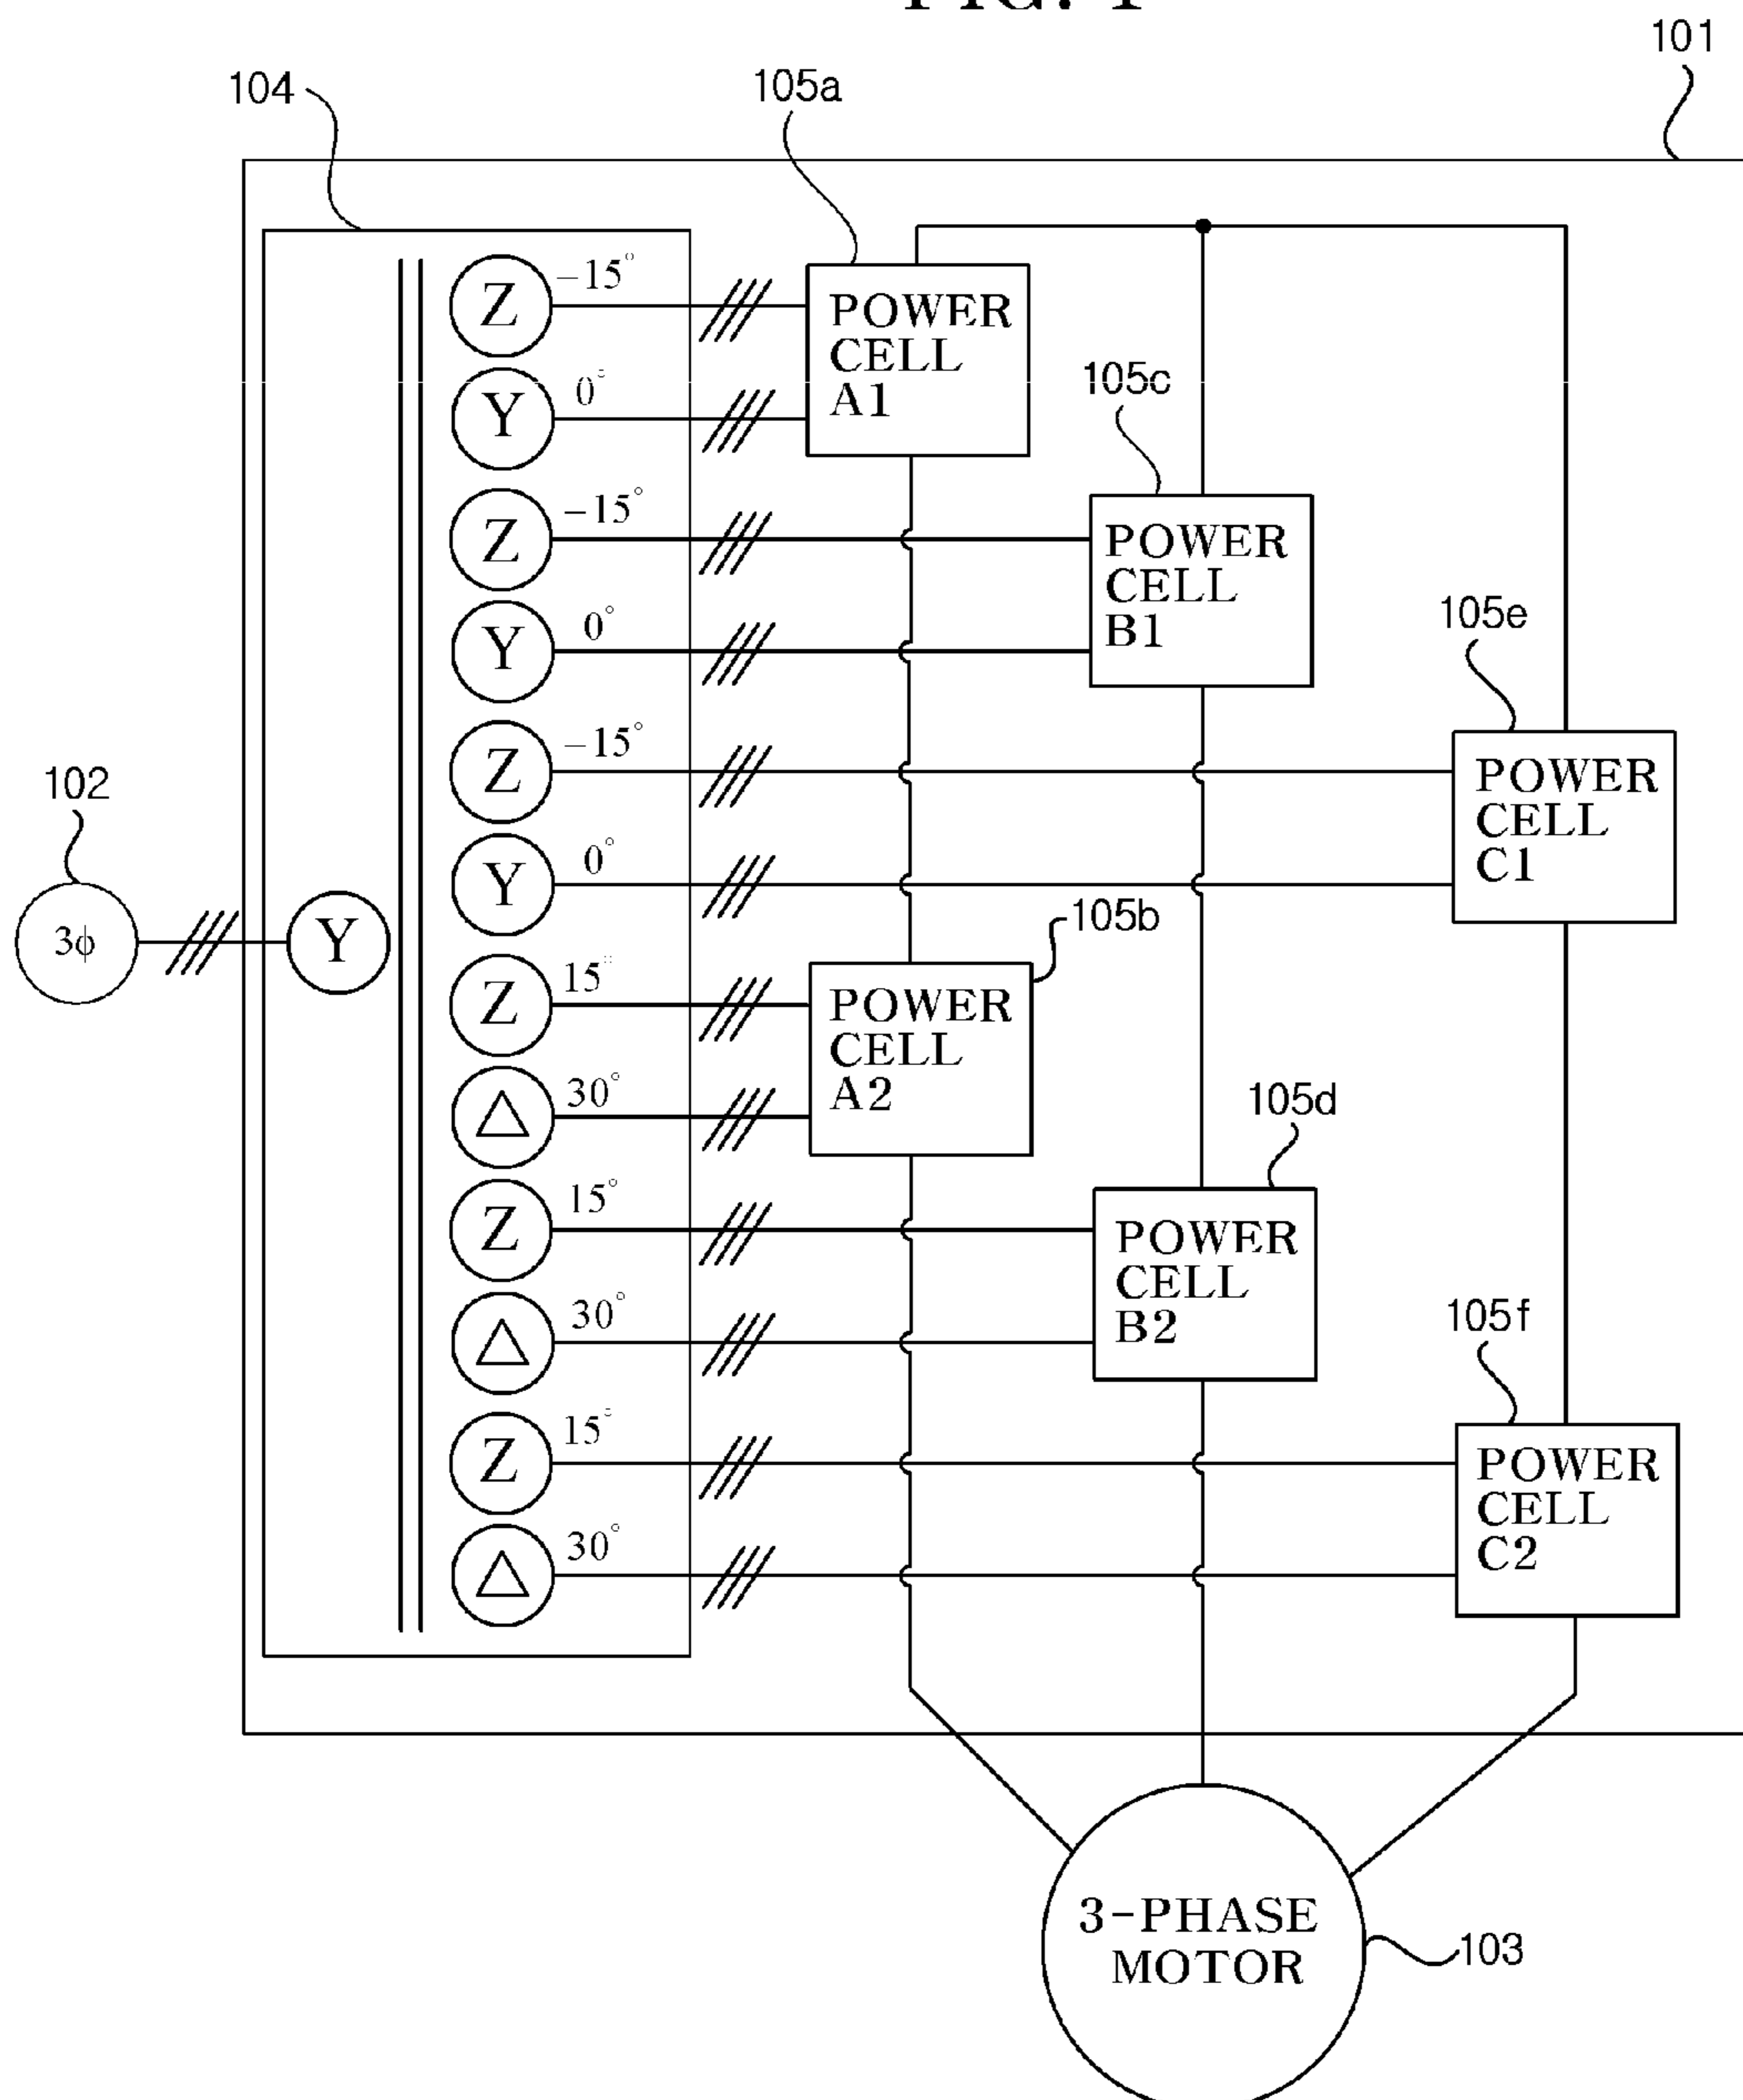 101
104
105a
Z
-15°
POWER
CELL
A1
Y
0°
105c
Z
-15°
POWER
CELL
B1
Y
0°
105e
Z
-15°
POWER
CELL
C1
102
Y
0°
3ϕ
Y
105b
Z
15°
POWER
CELL
A2
△
30°
105d
Z
15°
POWER
CELL
B2
△
30°
105f
Z
15°
POWER
CELL
C2
△
30°
3-PHASE
MOTOR
103